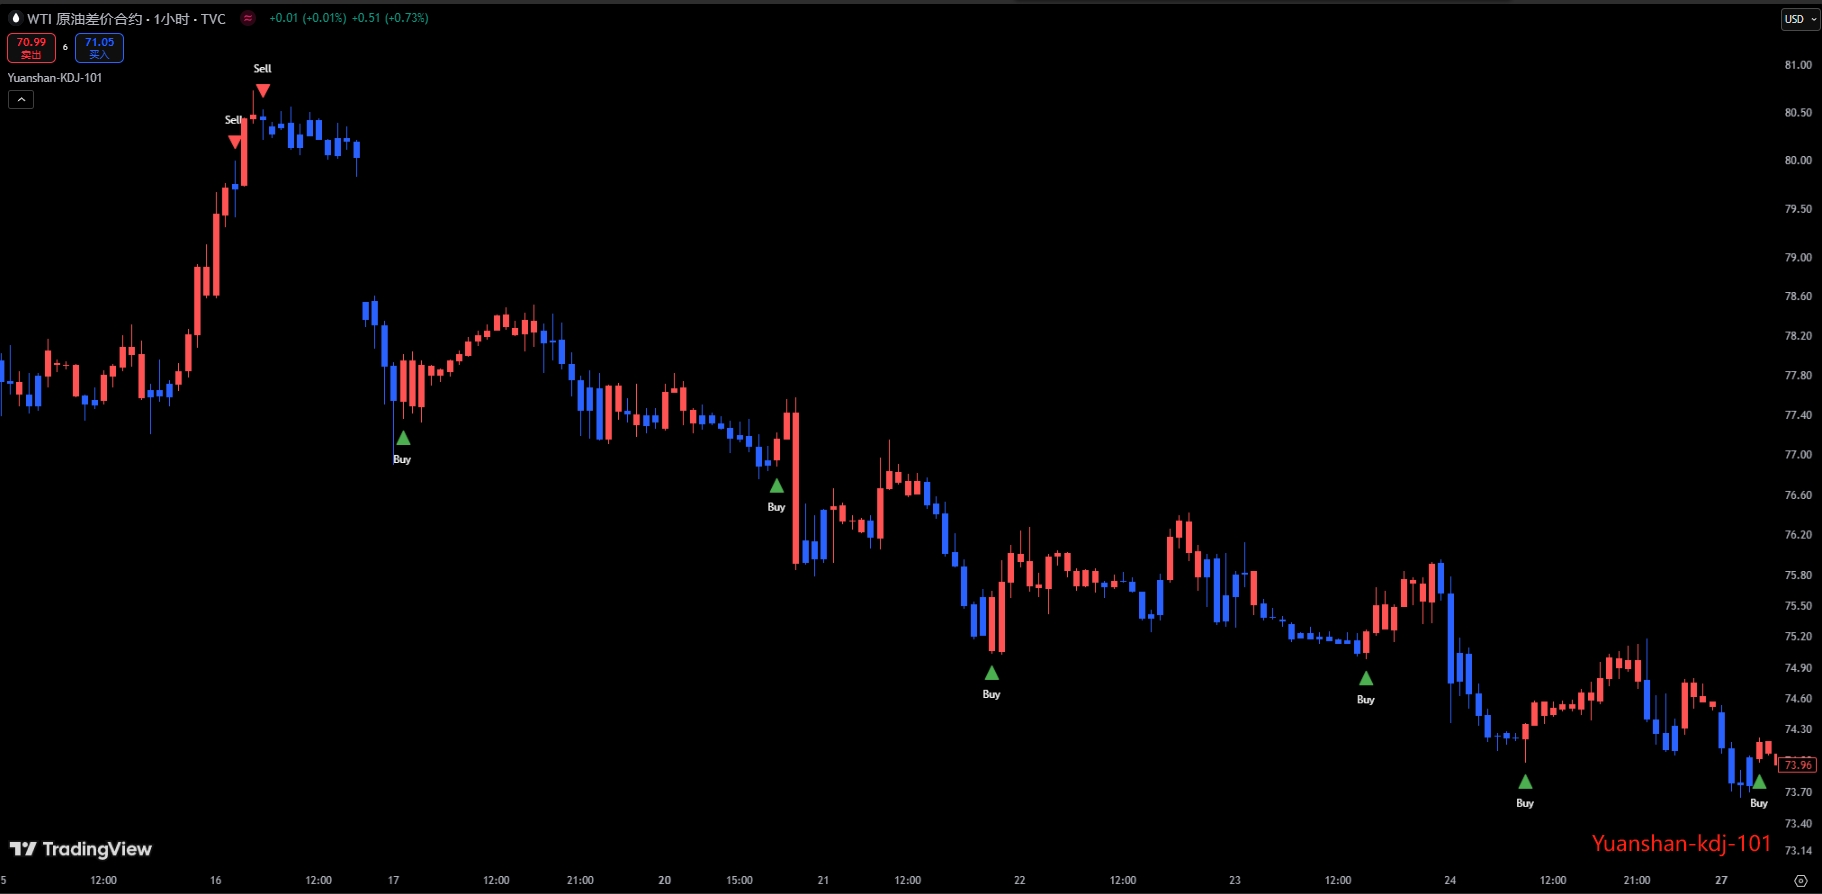 WTI 原油差价合约 · 1小时 · TVC ≈ +0.01 (+0.01%) +0.51 (+0.73%)
USD
70.99
卖出
6
71.05
买入
Yuanshan-KDJ-101
Sell
Sell
Buy
Buy
Buy
Buy
Buy
Buy
81.00
80.50
80.00
79.50
79.00
78.60
78.20
77.80
77.40
77.00
76.60
76.20
75.80
75.50
75.20
74.90
74.60
74.30
73.96
73.70
73.40
73.14
Yuanshan-kdj-101
TradingView
5 12:00 16 12:00 17 12:00 21:00 20 15:00 21 12:00 22 12:00 23 12:00 24 12:00 21:00 27